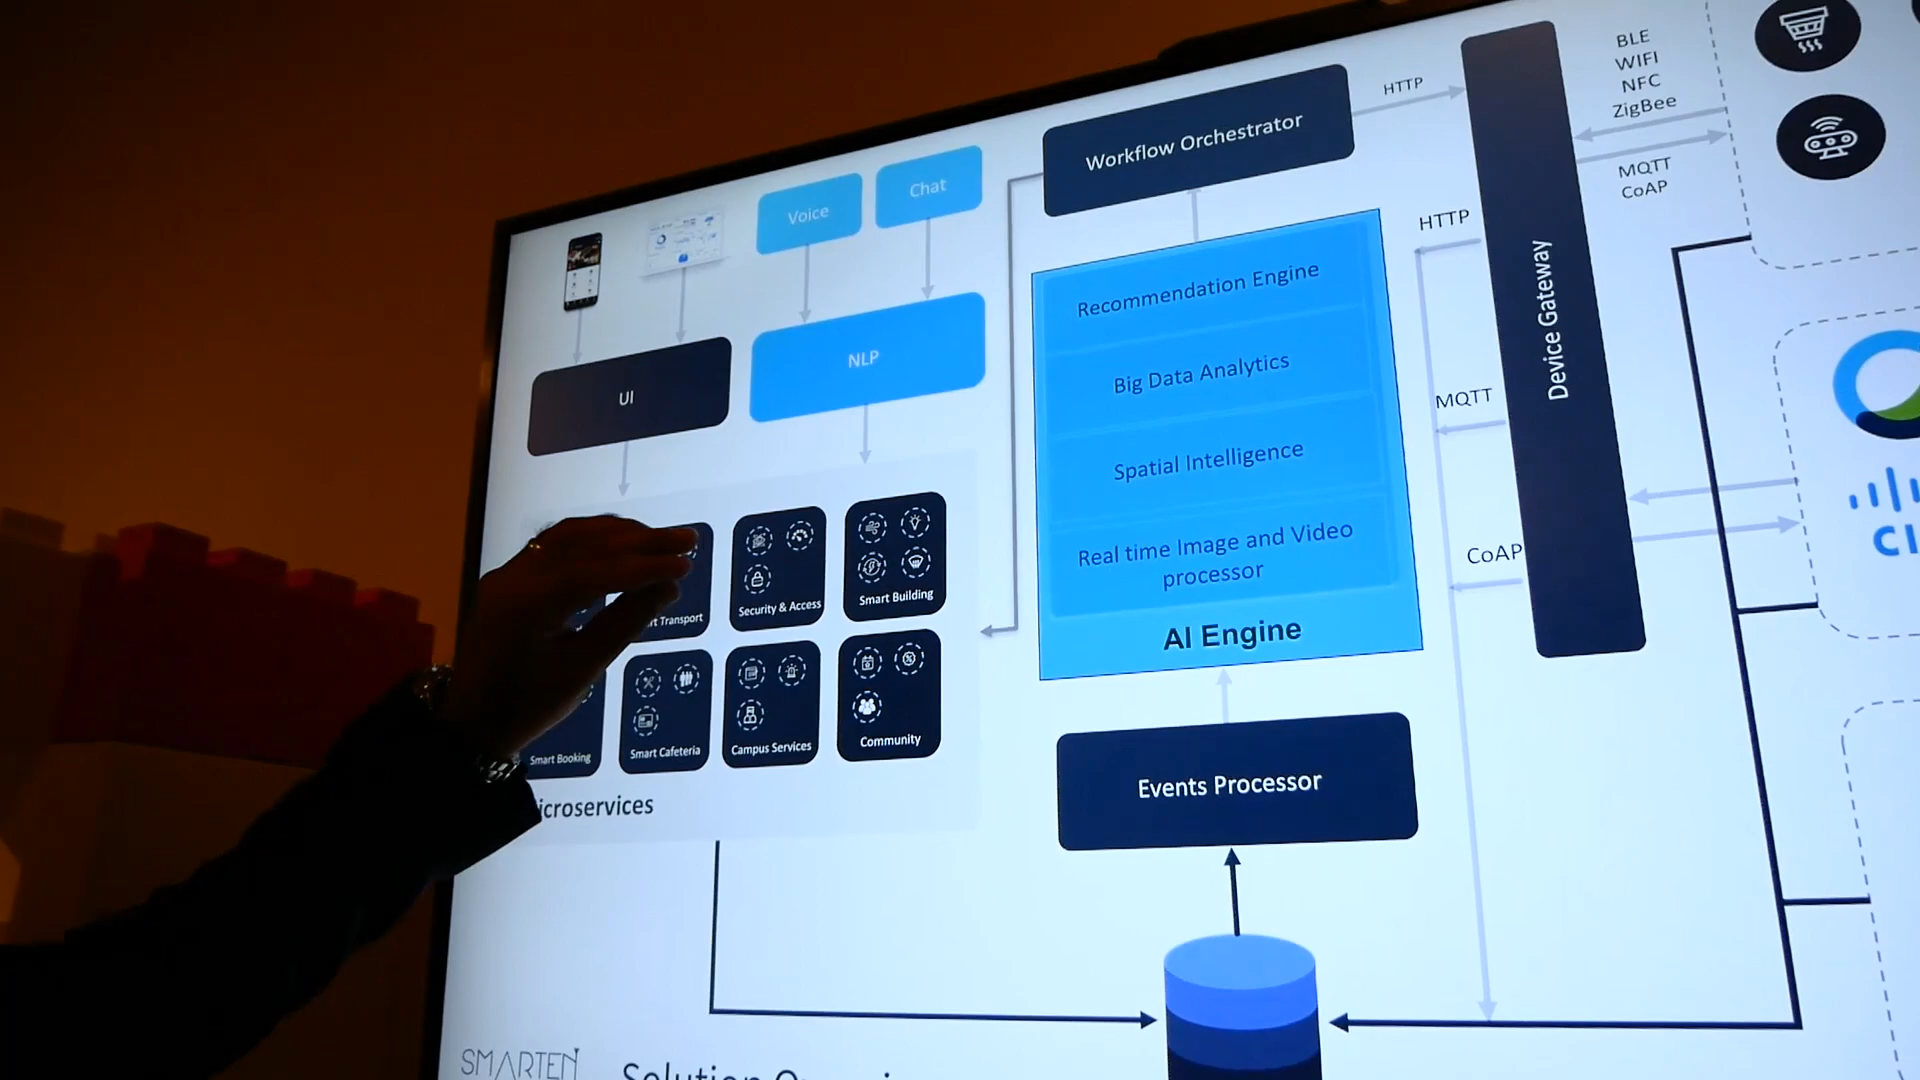 BLE
WIFI
NFC
ZigBee
HTTP
Workflow Orchestrator
MQTT
CoAP
Voice
Chat
HTTP
Recommendation Engine
NLP
UI
Big Data Analytics
Device Gateway
MQTT
Spatial Intelligence
Real time Image and Video
processor
CoAP
AI Engine
Transport
Security & Access
Smart Building
Smart Booking
Smart Cafeteria
Campus Services
Community
icroservices
Events Processor
SMARTEN
Solution